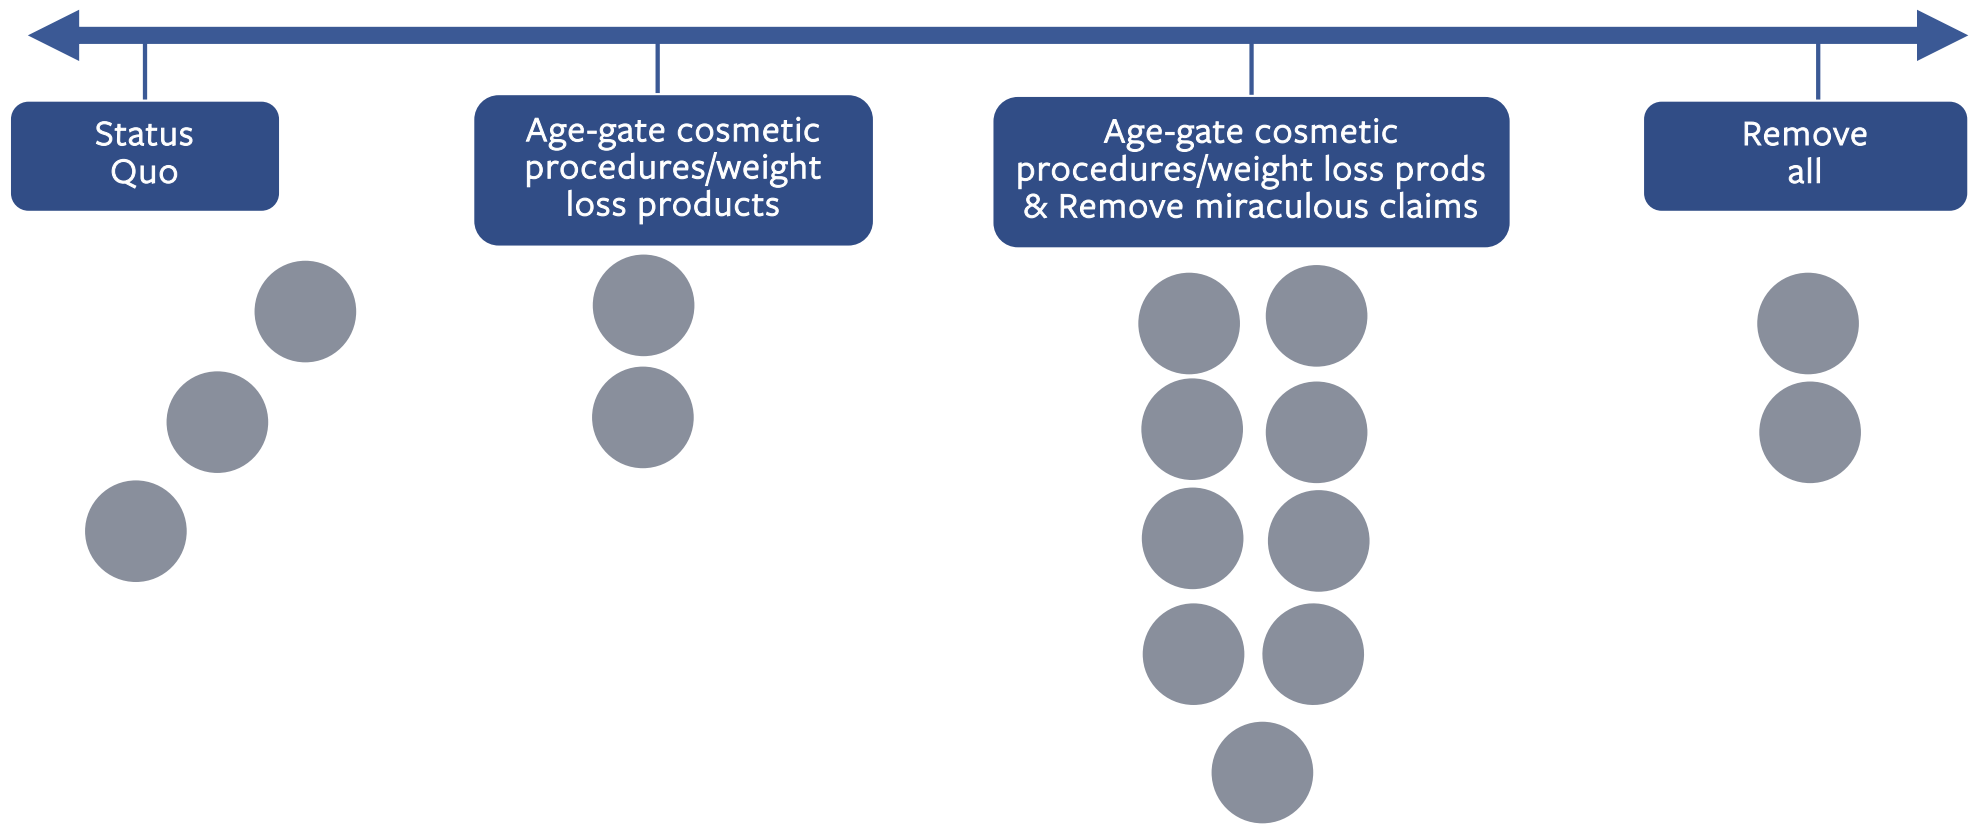 Status
Quo
Age-gate cosmetic
procedures/weight
loss products
Age-gate cosmetic
procedures/weight loss prods
& Remove miraculous claims
Remove
all